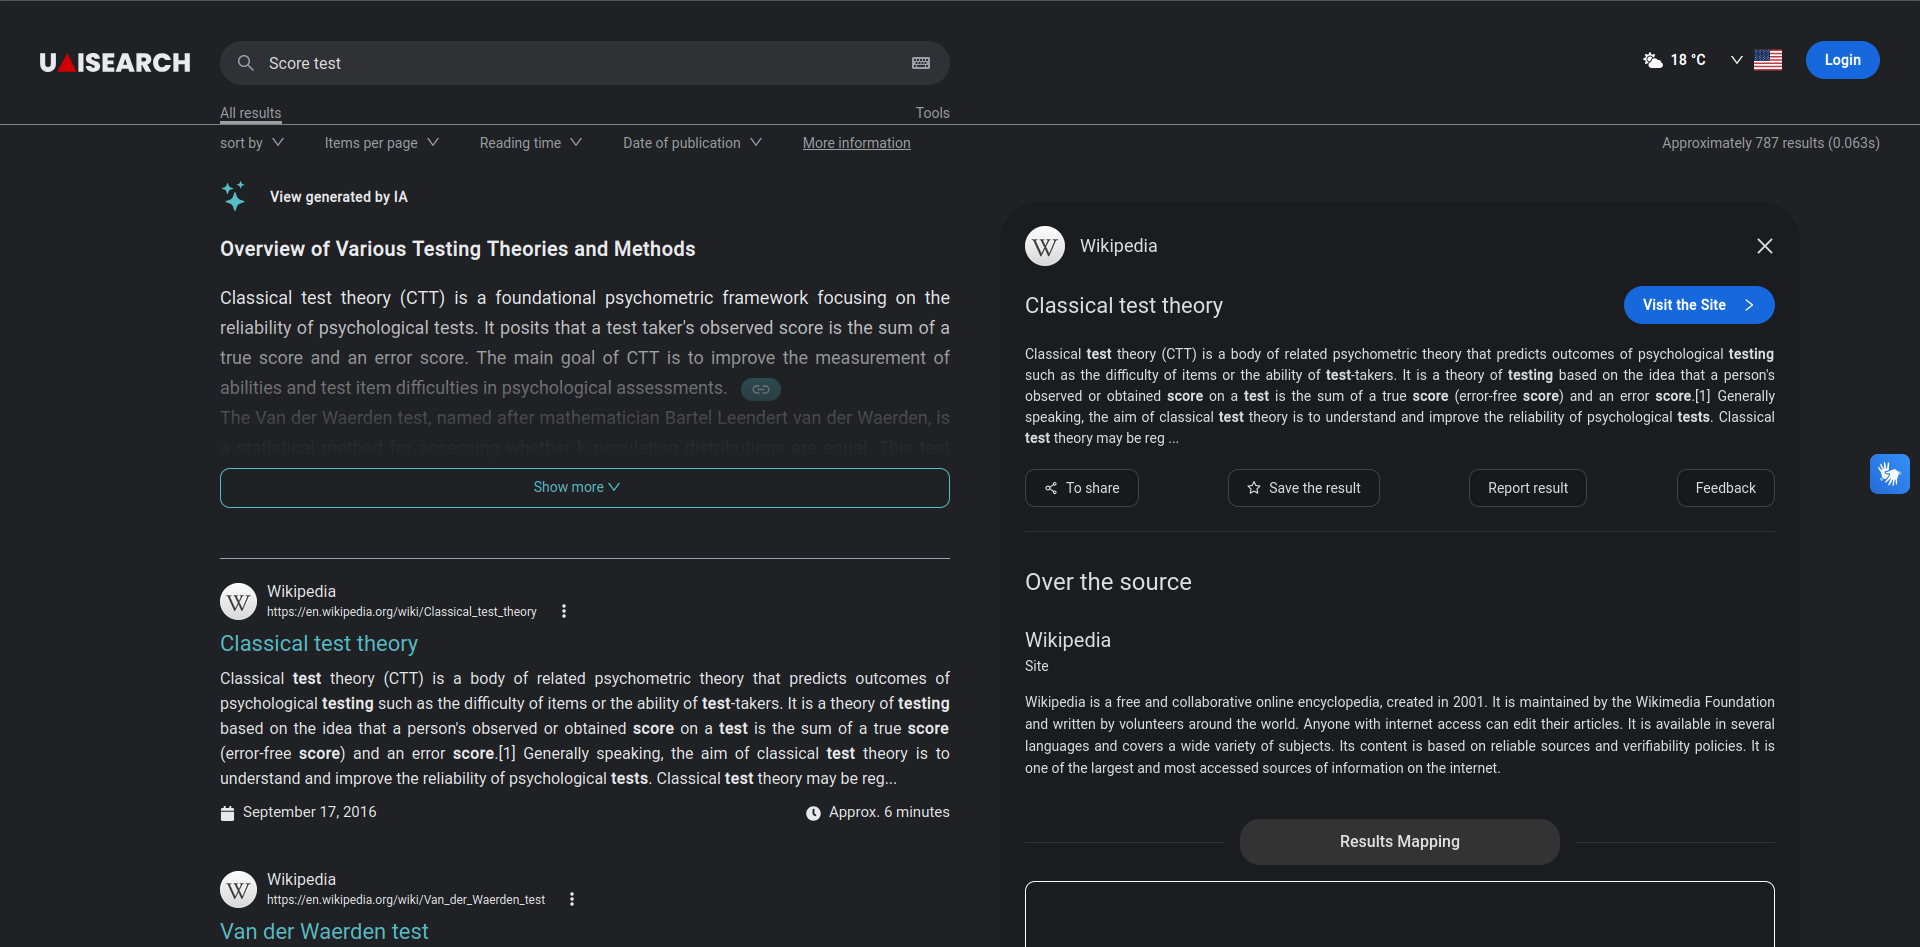 UAISEARCH
Score test
18 °C
Login
All results
Tools
sort by
Items per page
Reading time
Date of publication
More information
Approximately 787 results (0.063s)
View generated by IA
Overview of Various Testing Theories and Methods
Classical test theory (CTT) is a foundational psychometric framework focusing on the
reliability of psychological tests. It posits that a test taker's observed score is the sum of a
true score and an error score. The main goal of CTT is to improve the measurement of
abilities and test item difficulties in psychological assessments.
The Van der Waerden test, named after mathematician Bartel Leendert van der Waerden, is
a statistical method for assessing whether k population distributions are equal. This test
Show more
Wikipedia
https://en.wikipedia.org/wiki/Classical_test_theory
Classical test theory
Classical test theory (CTT) is a body of related psychometric theory that predicts outcomes of
psychological testing such as the difficulty of items or the ability of test-takers. It is a theory of testing
based on the idea that a person's observed or obtained score on a test is the sum of a true score
(error-free score) and an error score.[1] Generally speaking, the aim of classical test theory is to
understand and improve the reliability of psychological tests. Classical test theory may be reg...
September 17, 2016
Approx. 6 minutes
Wikipedia
https://en.wikipedia.org/wiki/Van_der_Waerden_test
Van der Waerden test
W Wikipedia
Classical test theory
Visit the Site
Classical test theory (CTT) is a body of related psychometric theory that predicts outcomes of psychological testing
such as the difficulty of items or the ability of test-takers. It is a theory of testing based on the idea that a person's
observed or obtained score on a test is the sum of a true score (error-free score) and an error score.[1] Generally
speaking, the aim of classical test theory is to understand and improve the reliability of psychological tests. Classical
test theory may be reg ...
To share
Save the result
Report result
Feedback
Over the source
Wikipedia
Site
Wikipedia is a free and collaborative online encyclopedia, created in 2001. It is maintained by the Wikimedia Foundation
and written by volunteers around the world. Anyone with internet access can edit their articles. It is available in several
languages and covers a wide variety of subjects. Its content is based on reliable sources and verifiability policies. It is
one of the largest and most accessed sources of information on the internet.
Results Mapping